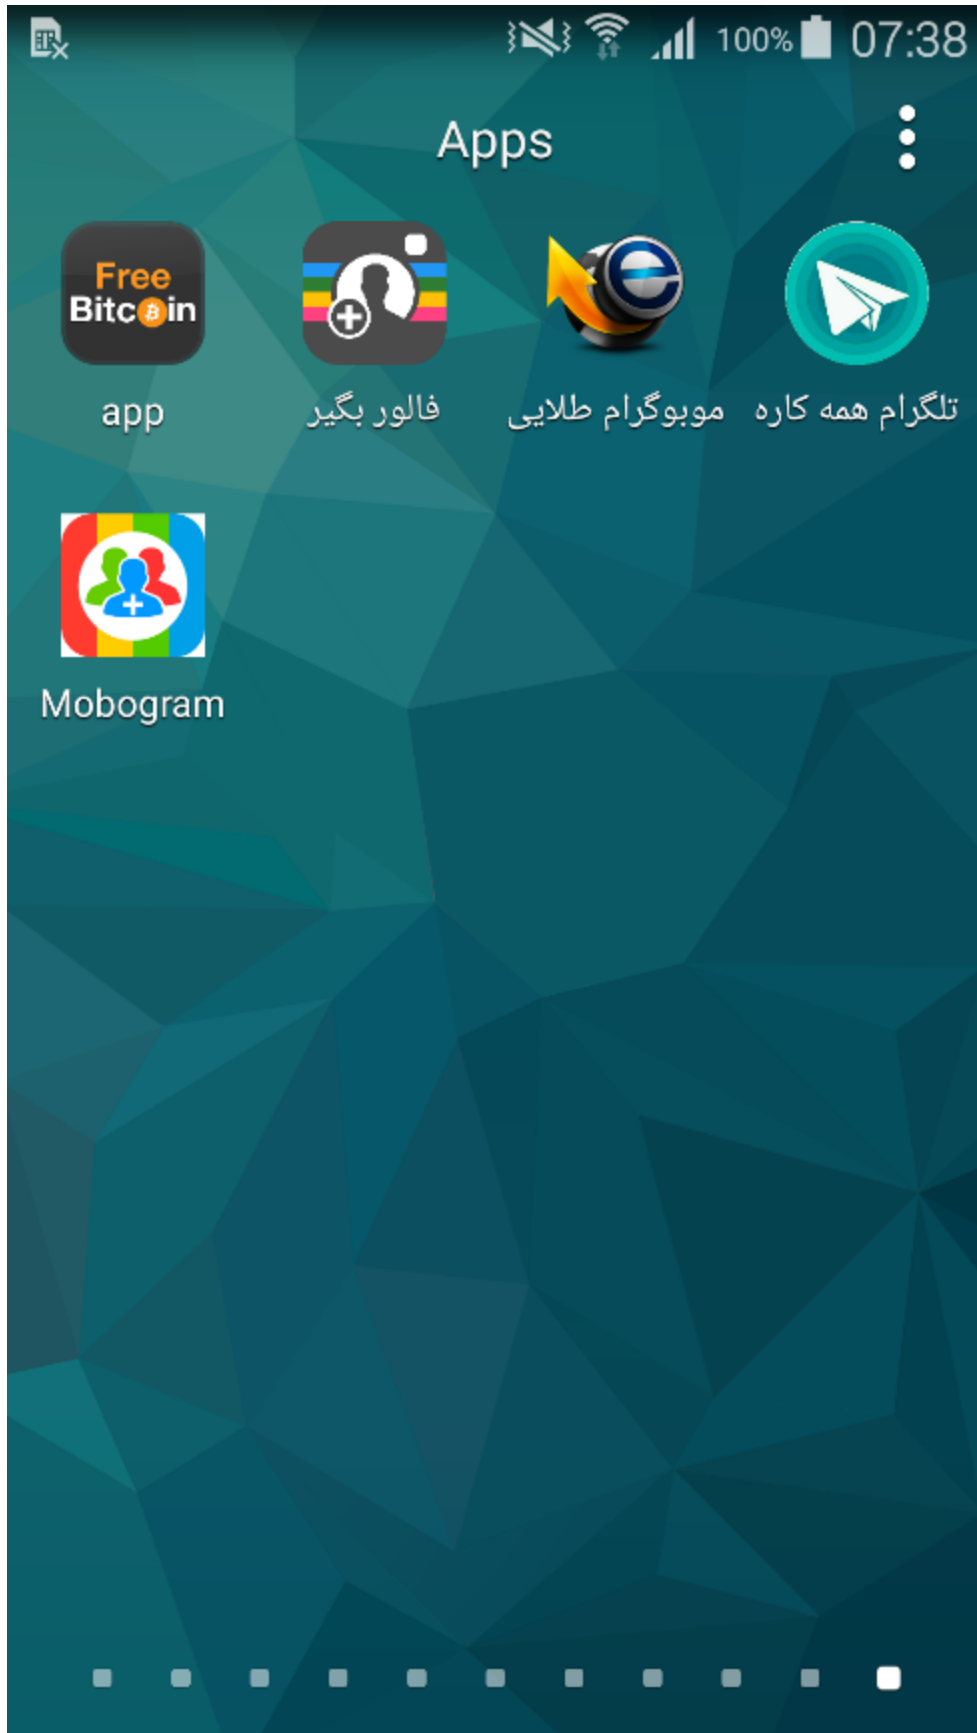 100% 07:38
Apps
Free
Bitcoin
app
فالور بگیر
موبوگرام طلایی
تلگرام همه کاره
Mobogram